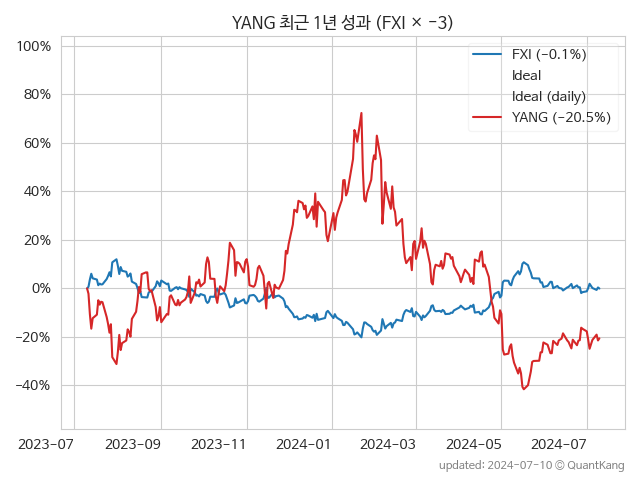 YANG 최근 1년 성과 (FXI × −3)
100%
80%
60%
40%
20%
0%
−20%
−40%
FXI (−0.1%)
Ideal
Ideal (daily)
YANG (−20.5%)
2023-07 2023-09 2023-11 2024-01 2024-03 2024-05 2024-07
updated: 2024-07-10 © QuantKang